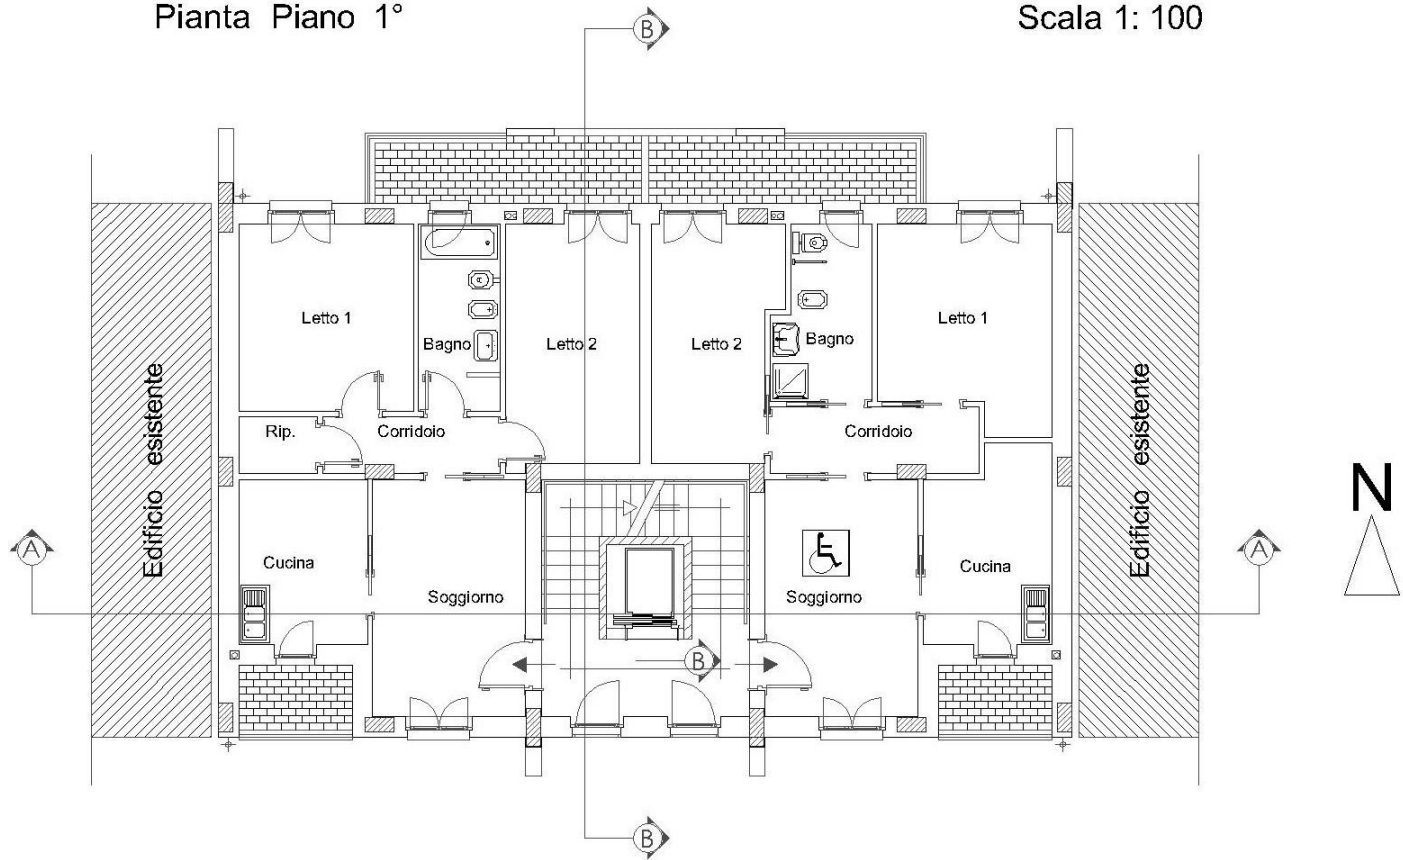 Pianta Piano 1°
Scala 1: 100
B
Letto 1
Bagno
Letto 2
Letto 2
Bagno
Letto 1
Rip.
Corridoio
Corridoio
Edificio esistente
Edificio esistente
N
A
A
Cucina
Soggiorno
Soggiorno
Cucina
B
B